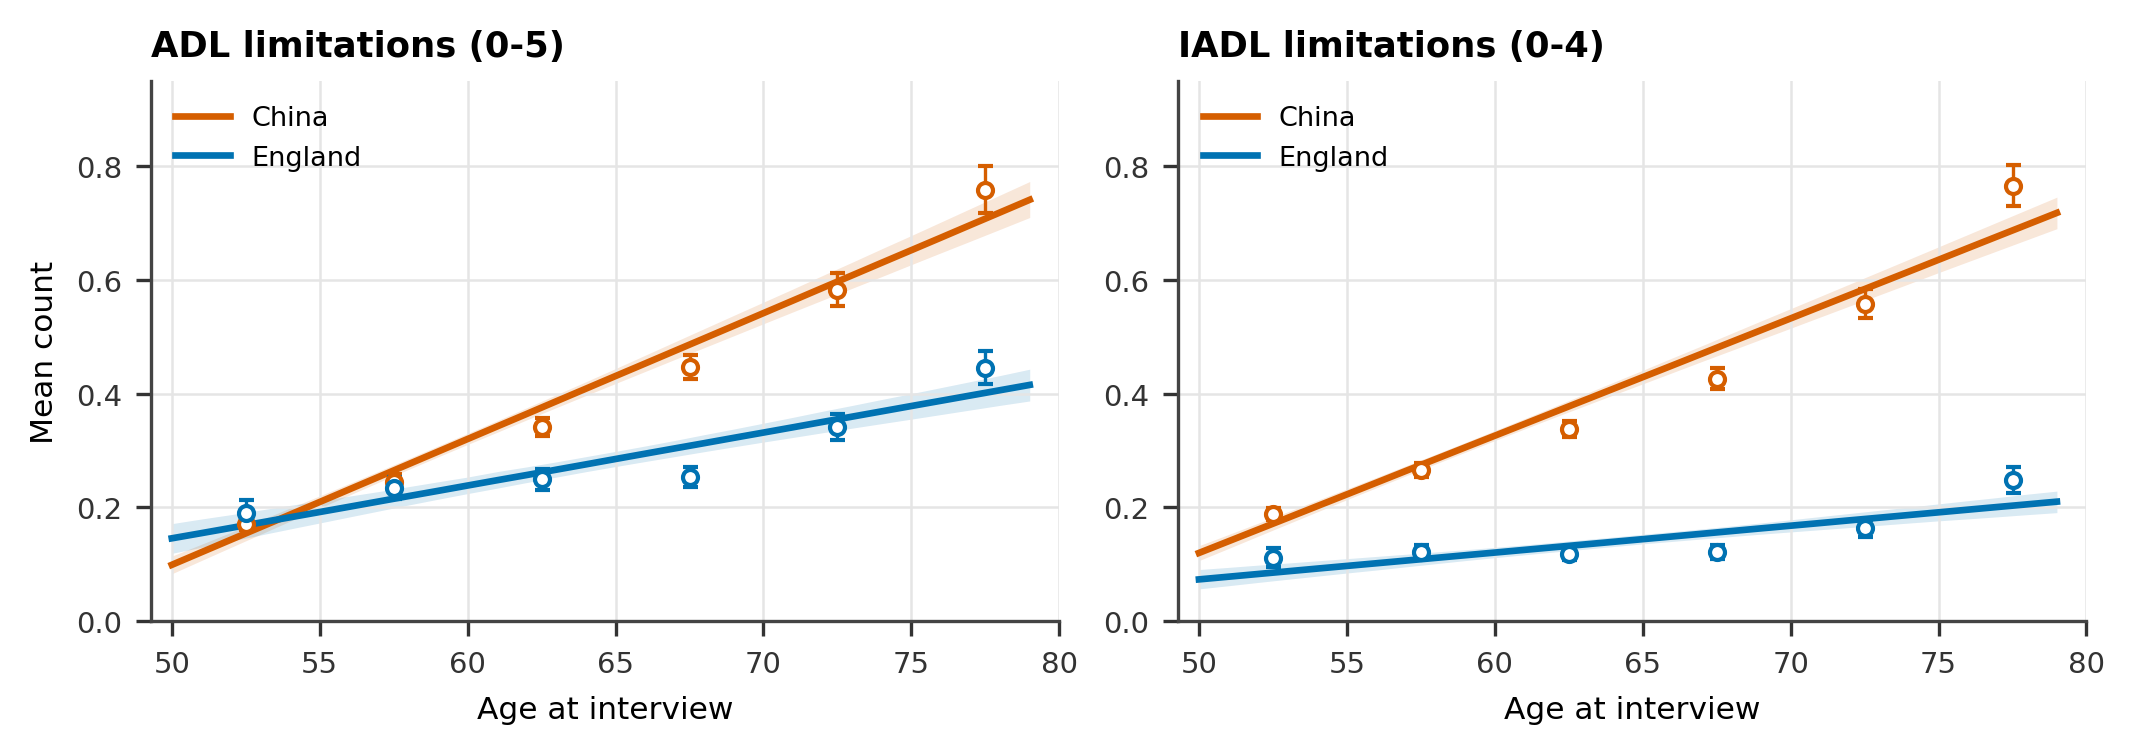 ADL limitations (0-5)
China
England
Mean count
0.8
0.6
0.4
0.2
0.0
50 55 60 65 70 75 80
Age at interview
IADL limitations (0-4)
China
England
0.8
0.6
0.4
0.2
0.0
50 55 60 65 70 75 80
Age at interview